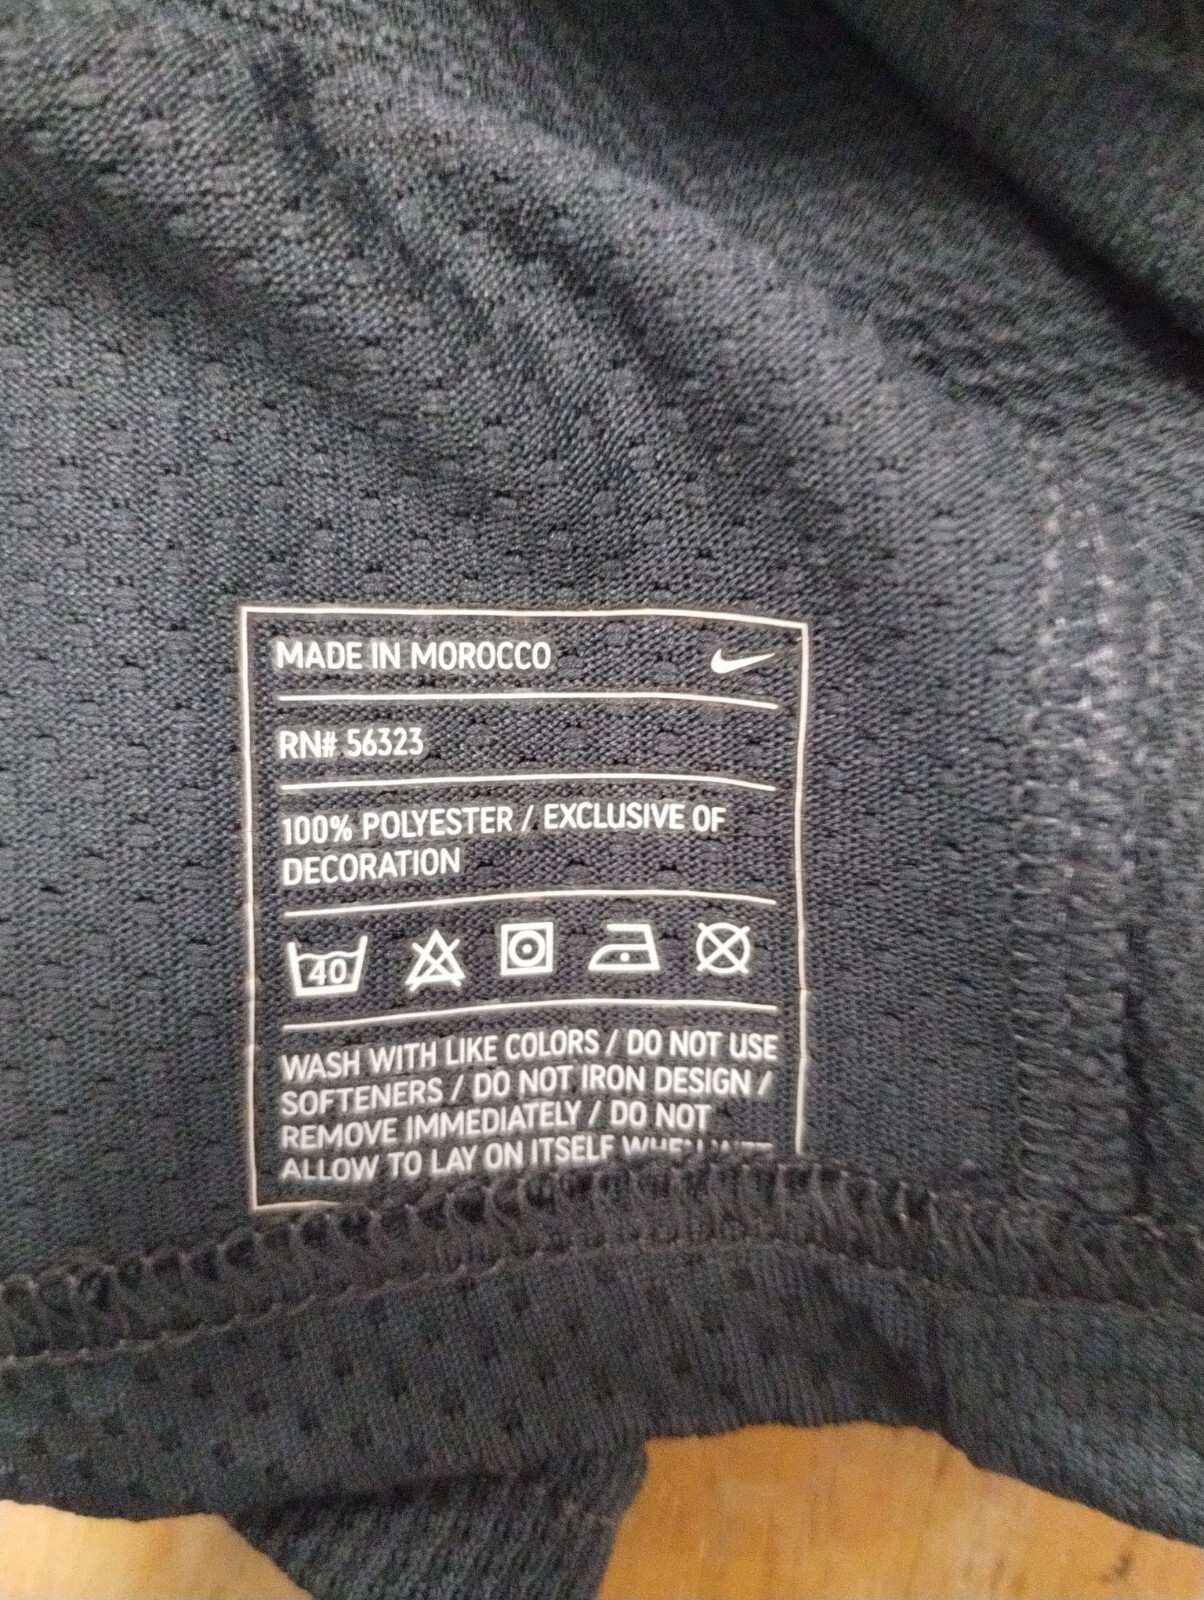 MADE IN MOROCCO
RN# 56323
100% POLYESTER / EXCLUSIVE OF
DECORATION
40
WASH WITH LIKE COLORS / DO NOT USE
SOFTENERS / DO NOT IRON DESIGN /
REMOVE IMMEDIATELY / DO NOT
ALLOW TO LAY ON ITSELF WHEN